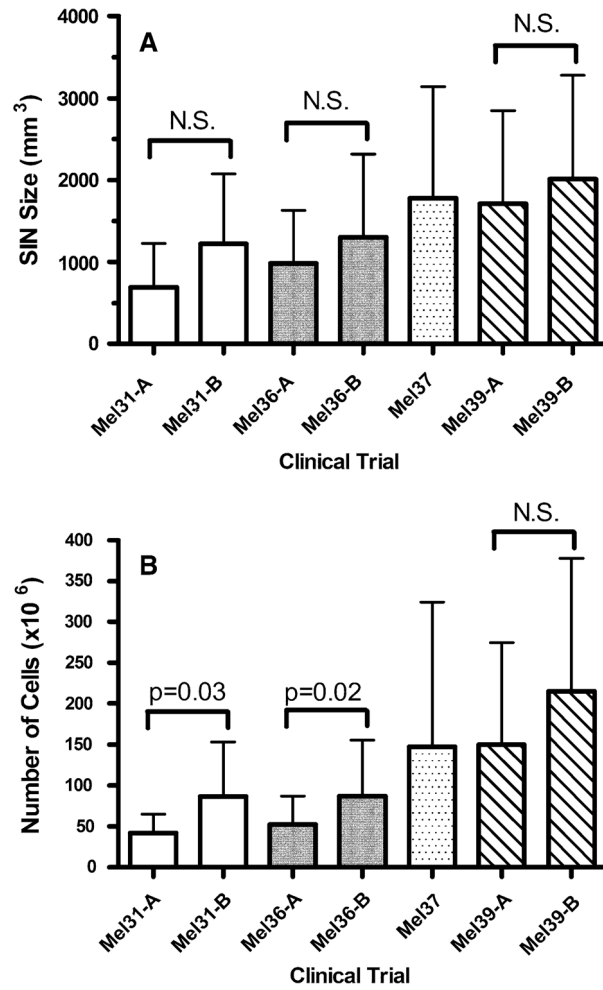 A
SIN Size (mm 3)
4000
3000
2000
1000
0
N.S.
N.S.
N.S.
Mel31-A
Mel31-B
Mel36-A
Mel36-B
Mel37
Mel39-A
Mel39-B
Clinical Trial
B
Number of Cells (x10 6)
400
350
300
250
200
150
100
50
0
p=0.03
p=0.02
N.S.
Mel31-A
Mel31-B
Mel36-A
Mel36-B
Mel37
Mel39-A
Mel39-B
Clinical Trial